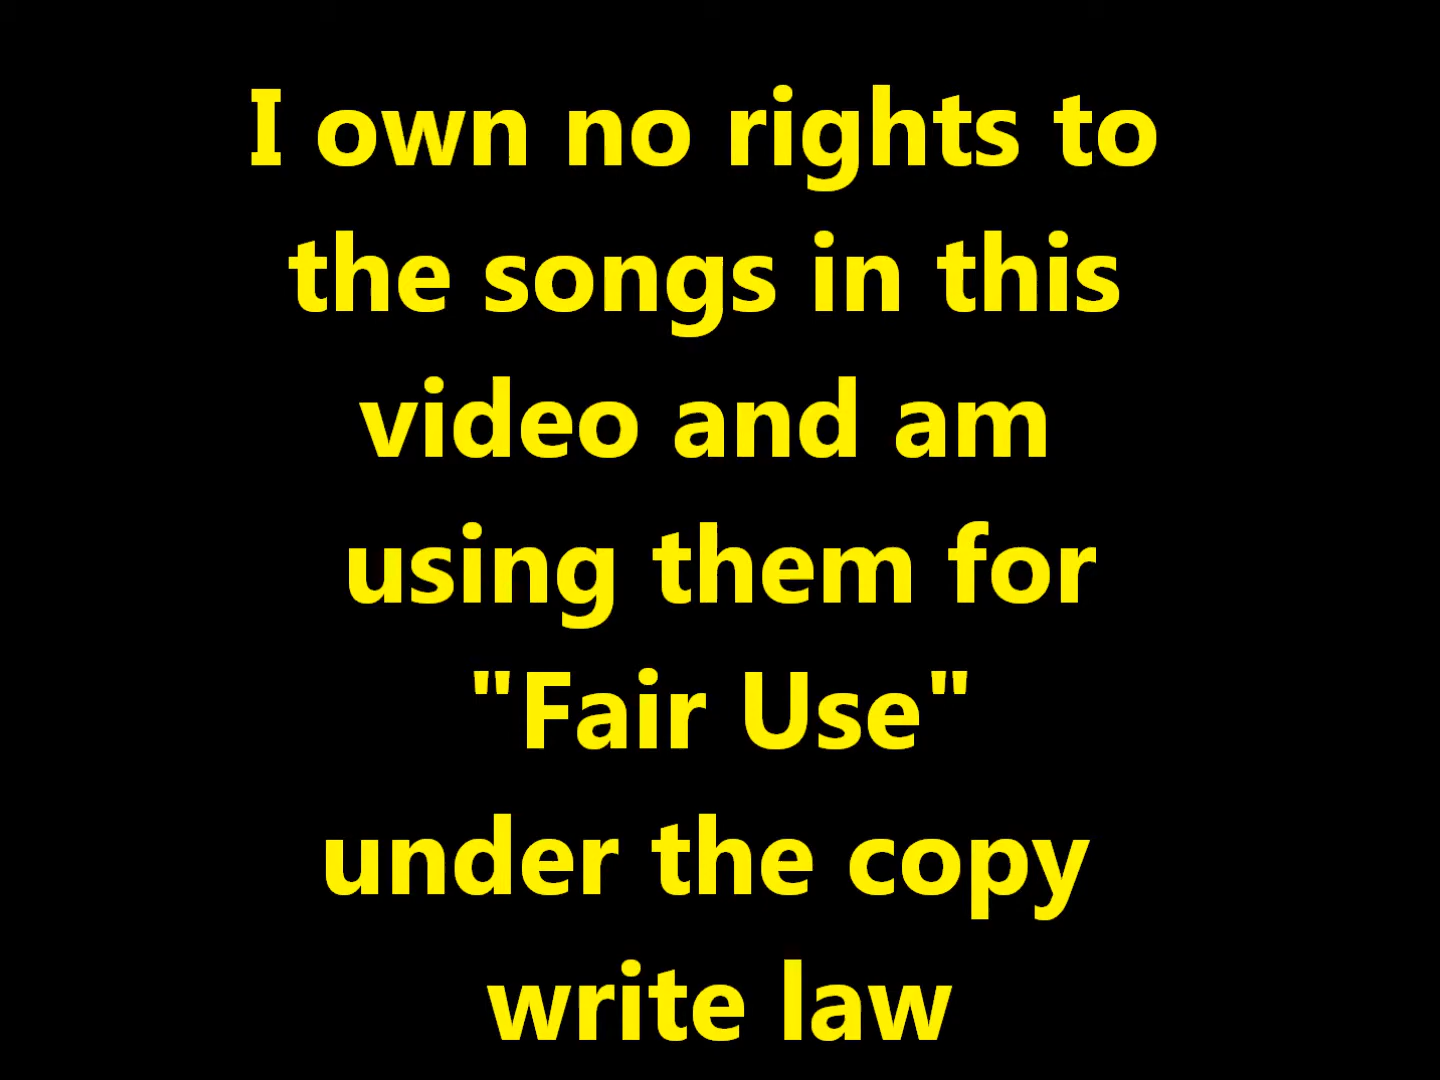 I own no rights to
the songs in this
video and am
using them for
"Fair Use"
under the copy
write law